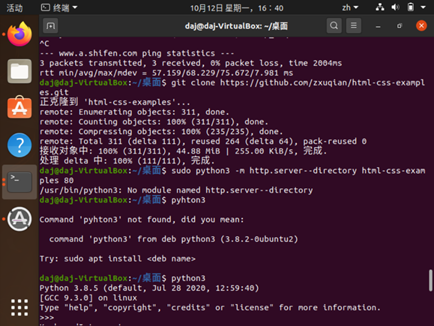 活动
终端
10月12日 星期一，16：40
zh
daj@daj-VirtualBox: ~/桌面
^C
--- www.a.shifen.com ping statistics ---
3 packets transmitted, 3 received, 0% packet loss, time 2004ms
rtt min/avg/max/mdev = 57.159/68.229/75.672/7.981 ms
daj@daj-VirtualBox:~/桌面$ git clone https://github.com/zxuqian/html-css-exampl
es.git
正克隆到 'html-css-examples'...
remote: Enumerating objects: 311, done.
remote: Counting objects: 100% (311/311), done.
remote: Compressing objects: 100% (235/235), done.
remote: Total 311 (delta 111), reused 264 (delta 64), pack-reused 0
接收对象中: 100% (311/311), 44.88 MiB | 255.00 KiB/s, 完成.
处理 delta 中: 100% (111/111), 完成.
daj@daj-VirtualBox:~/桌面$ sudo python3 -m http.server--directory html-css-exam
ples 80
/usr/bin/python3: No module named http.server--directory
daj@daj-VirtualBox:~/桌面$ pyhton3
Command 'pyhton3' not found, did you mean:
command 'python3' from deb python3 (3.8.2-0ubuntu2)
Try: sudo apt install <deb name>
daj@daj-VirtualBox:~/桌面$ python3
Python 3.8.5 (default, Jul 28 2020, 12:59:40)
[GCC 9.3.0] on linux
Type "help", "copyright", "credits" or "license" for more information.
>>>